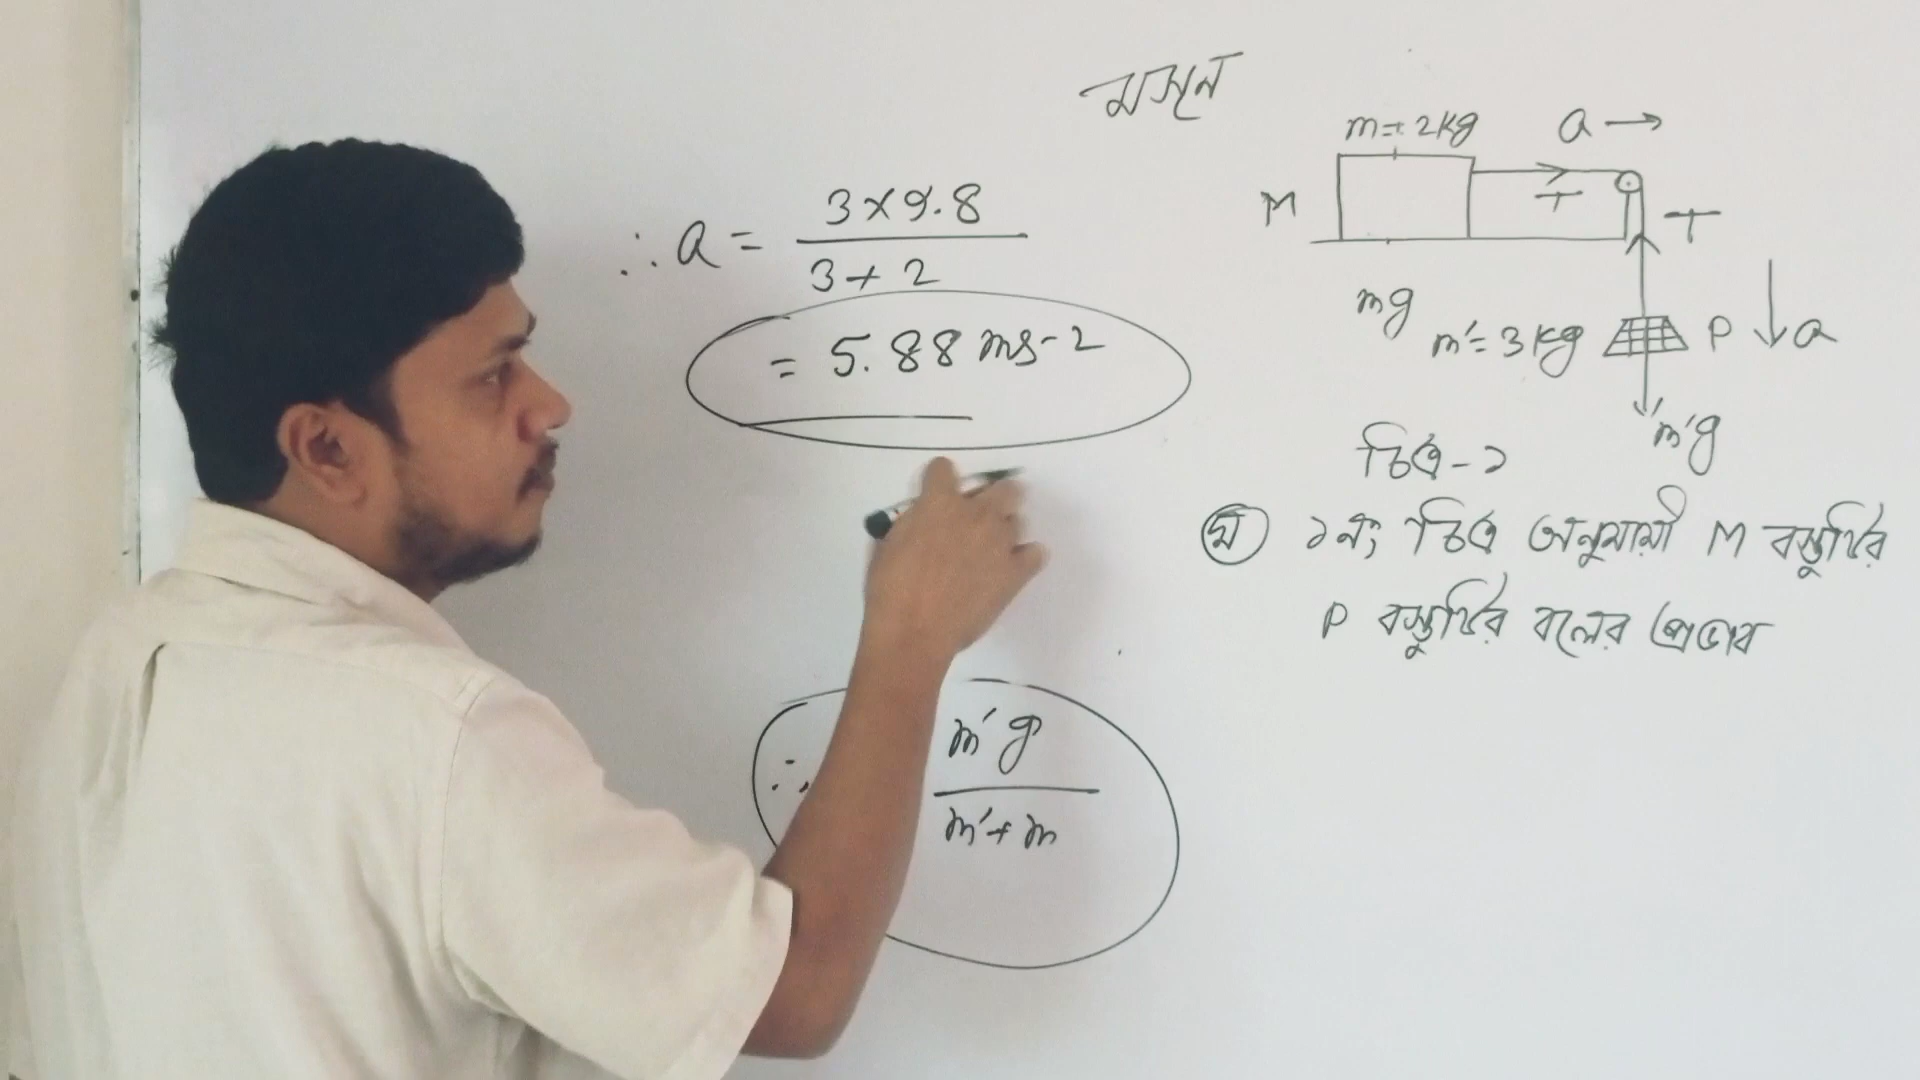 মসৃন
∴ a = 3 × 9.8 / 3 + 2
= 5.88 ms-2
m = 2kg
a →
M
T
T
mg
m' = 3kg
P
a
m'g
চিত্র-১
ঘ ১নং চিত্র অনুযায়ী M বস্তুটির
P বস্তুটির বলের প্রভাব
∴ m'g / m' + m